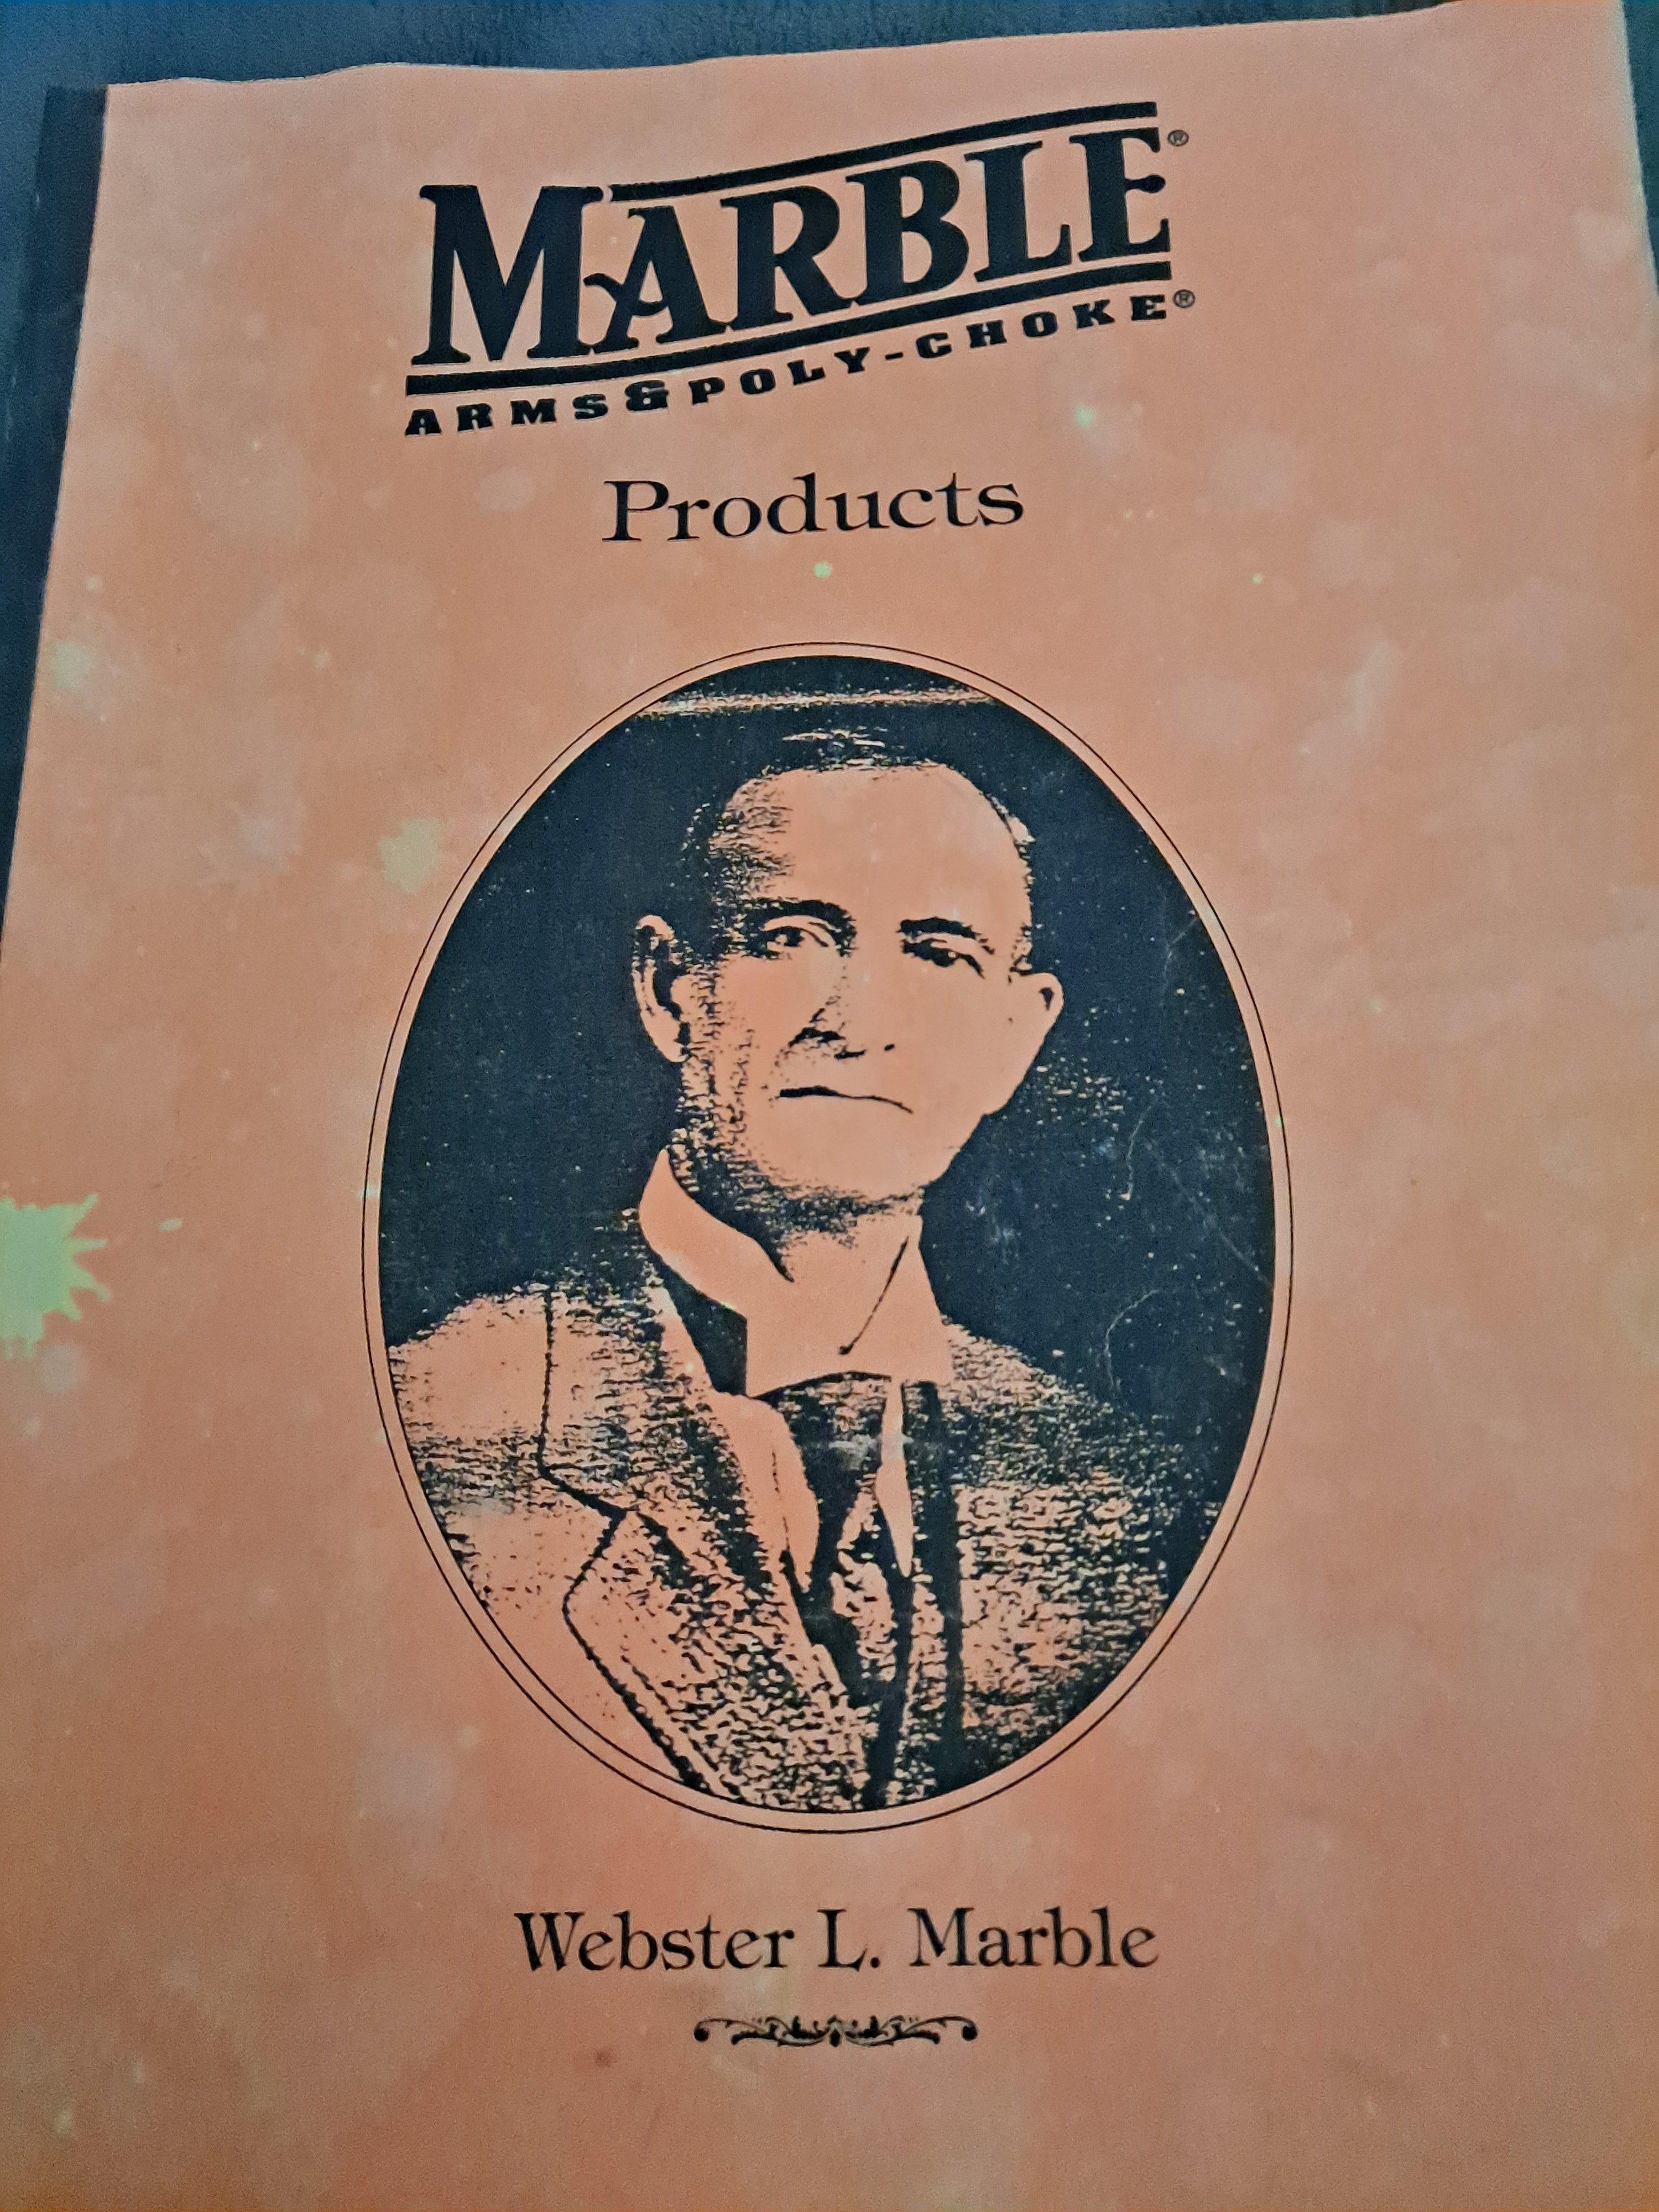 MARBLE®
ARMS & POLY-CHOKE®
Products
Webster L. Marble